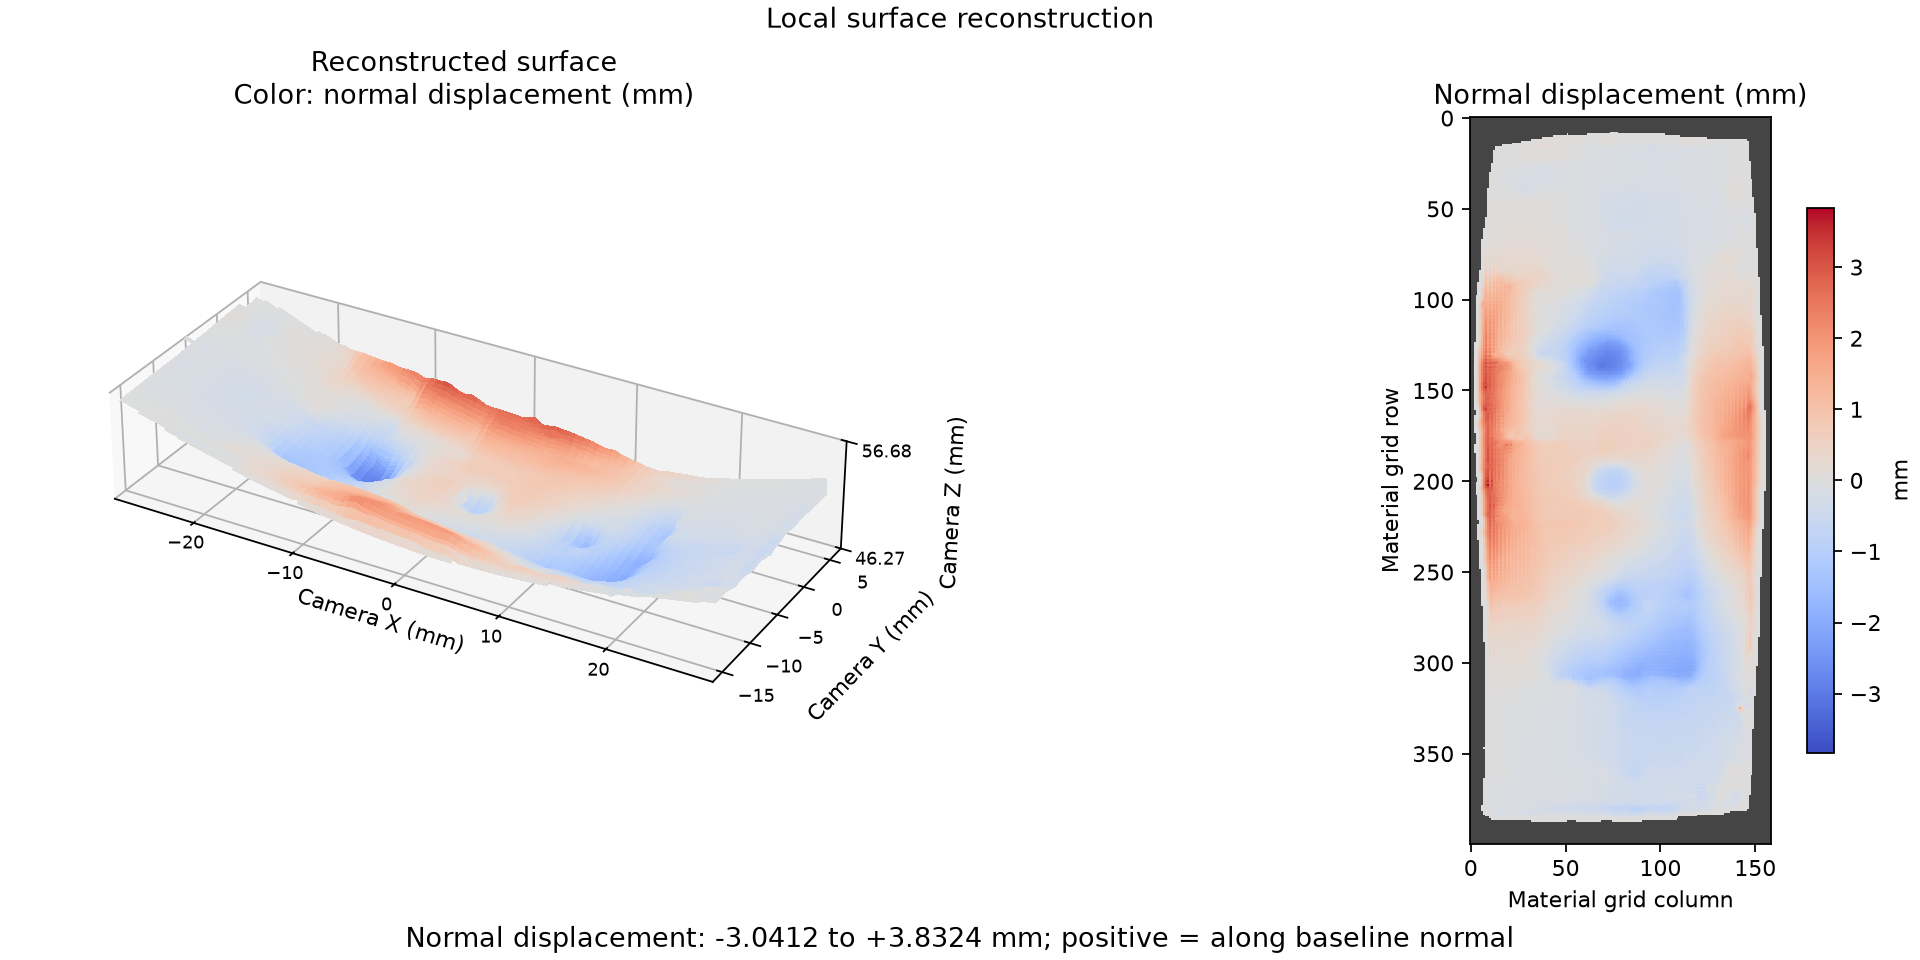 Local surface reconstruction
Reconstructed surface
Color: normal displacement (mm)
56.68
46.27
Camera Z (mm)
5
0
−5
−10
−15
Camera Y (mm)
−20
−10
0
10
20
Camera X (mm)
Normal displacement (mm)
0
50
100
150
200
250
300
350
Material grid row
0
50
100
150
Material grid column
3
2
1
0
−1
−2
−3
mm
Normal displacement: -3.0412 to +3.8324 mm; positive = along baseline normal